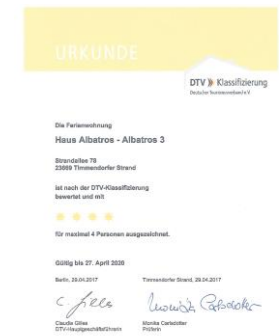 URKUNDE
DTV Klassifizierung
Deutscher Tourismusverband e.V.
Die Ferienwohnung
Haus Albatros - Albatros 3
Strandallee 78
23669 Timmendorfer Strand
ist nach der DTV-Klassifizierung
bewertet und mit
für maximal 4 Personen ausgezeichnet.
Gültig bis 27. April 2020
Berlin, 29.04.2017
Timmendorfer Strand, 29.04.2017
Claudia Gilles
DTV-Hauptgeschäftsführerin
Monika Carlsdotter
Prüferin